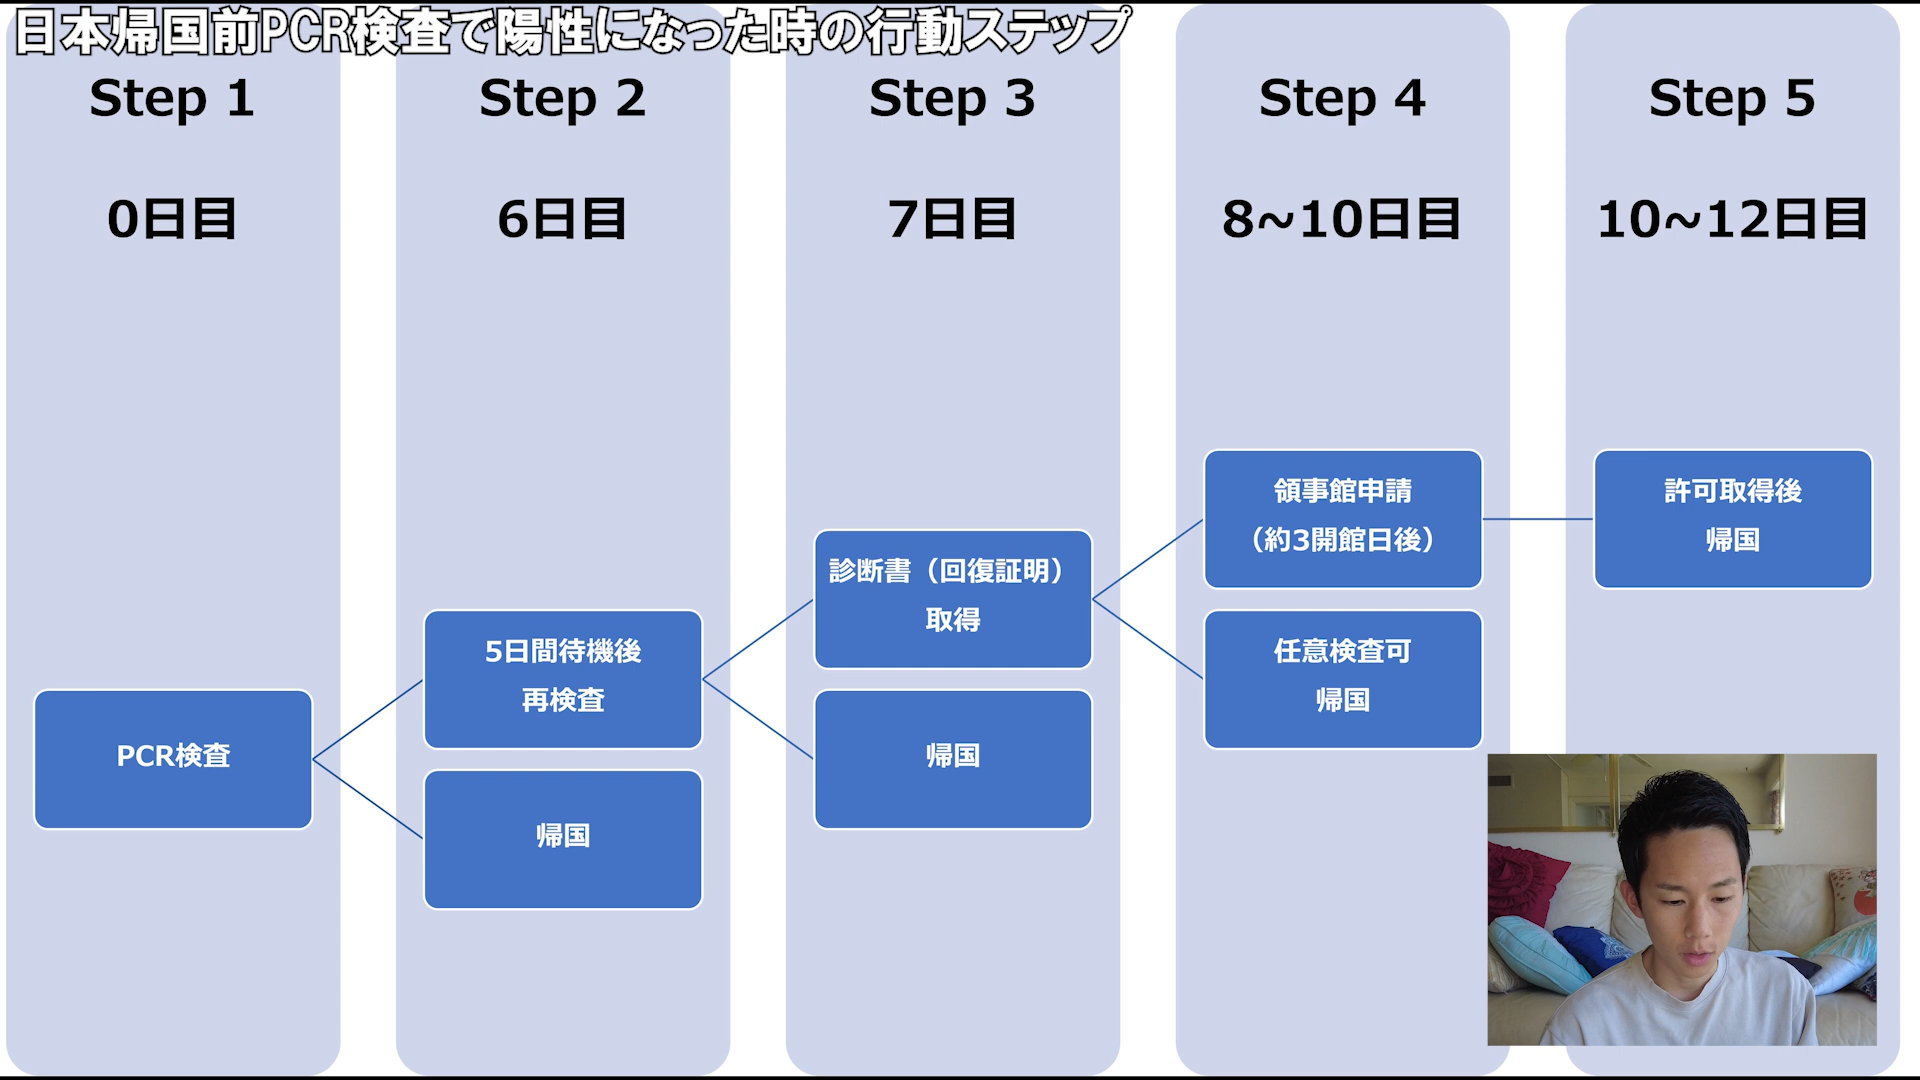 日本帰国前PCR検査で陽性になった時の行動ステップ
Step 1
0日目
PCR検査
Step 2
6日目
5日間待機後
再検査
帰国
Step 3
7日目
診断書（回復証明）
取得
帰国
Step 4
8~10日目
領事館申請
（約3開館日後）
任意検査可
帰国
Step 5
10~12日目
許可取得後
帰国